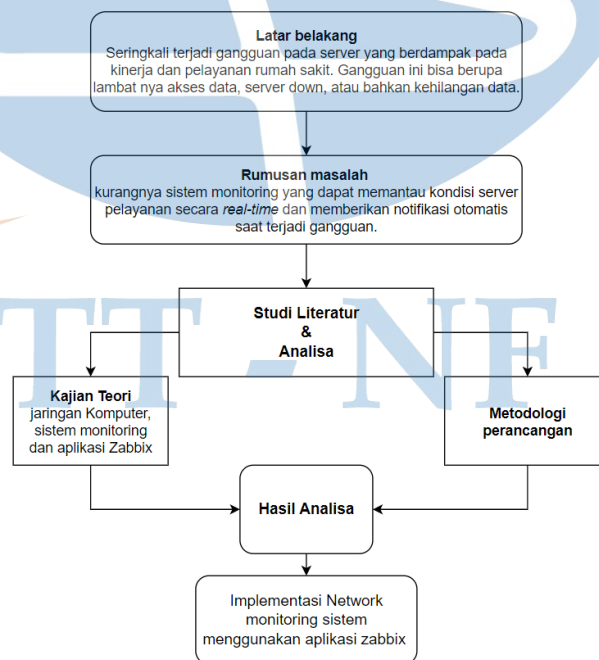 Latar belakang
Seringkali terjadi gangguan pada server yang berdampak pada
kinerja dan pelayanan rumah sakit. Gangguan ini bisa berupa
lambat nya akses data, server down, atau bahkan kehilangan data.
Rumusan masalah
kurangnya sistem monitoring yang dapat memantau kondisi server
pelayanan secara real-time dan memberikan notifikasi otomatis
saat terjadi gangguan.
Studi Literatur
&
Analisa
TT - NF
Kajian Teori
jaringan Komputer,
sistem monitoring
dan aplikasi Zabbix
Metodologi
perancangan
Hasil Analisa
Implementasi Network
monitoring sistem
menggunakan aplikasi zabbix